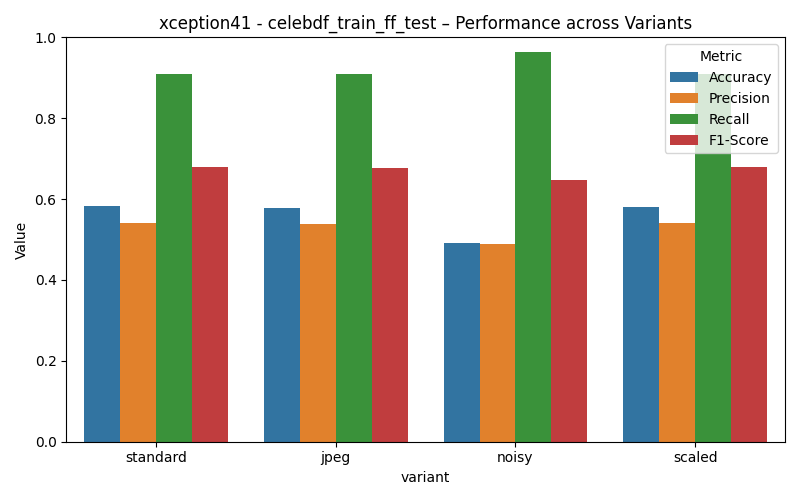 xception41 - celebdf_train_ff_test – Performance across Variants
Metric
Accuracy
Precision
Recall
F1-Score
Value
1.0
0.8
0.6
0.4
0.2
0.0
standard jpeg noisy scaled
variant